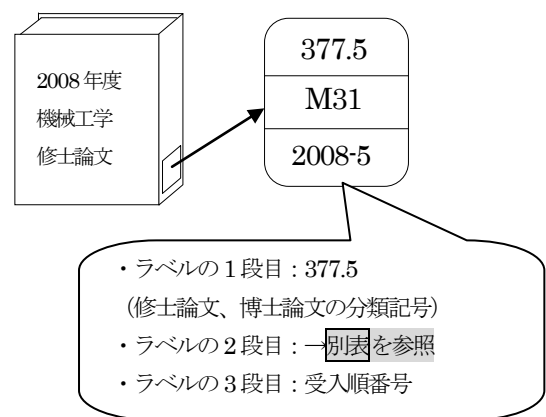 2008年度
機械工学
修士論文
377.5
M31
2008-5
・ラベルの1段目：377.5
（修士論文、博士論文の分類記号）
・ラベルの2段目：→別表を参照
・ラベルの3段目：受入順番号